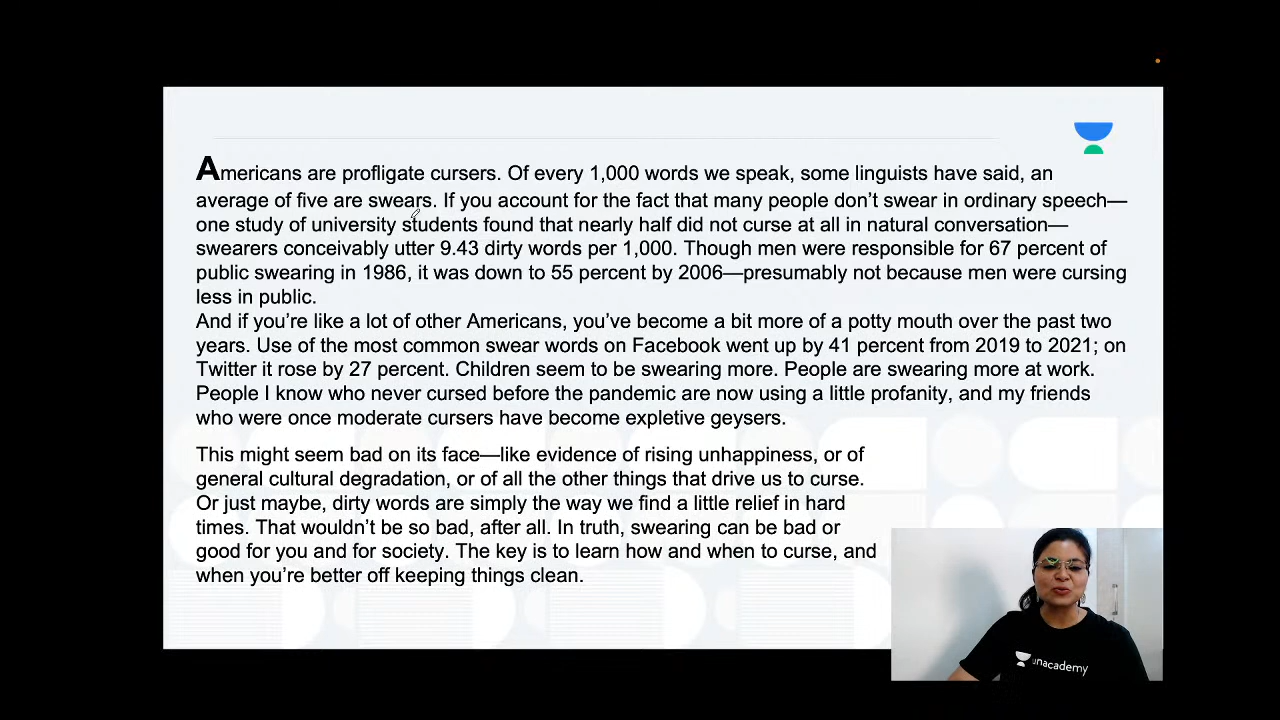 Americans are profligate cursers. Of every 1,000 words we speak, some linguists have said, an
average of five are swears. If you account for the fact that many people don’t swear in ordinary speech—
one study of university students found that nearly half did not curse at all in natural conversation—
swearers conceivably utter 9.43 dirty words per 1,000. Though men were responsible for 67 percent of
public swearing in 1986, it was down to 55 percent by 2006—presumably not because men were cursing
less in public.
And if you’re like a lot of other Americans, you’ve become a bit more of a potty mouth over the past two
years. Use of the most common swear words on Facebook went up by 41 percent from 2019 to 2021; on
Twitter it rose by 27 percent. Children seem to be swearing more. People are swearing more at work.
People I know who never cursed before the pandemic are now using a little profanity, and my friends
who were once moderate cursers have become expletive geysers.
This might seem bad on its face—like evidence of rising unhappiness, or of
general cultural degradation, or of all the other things that drive us to curse.
Or just maybe, dirty words are simply the way we find a little relief in hard
times. That wouldn’t be so bad, after all. In truth, swearing can be bad or
good for you and for society. The key is to learn how and when to curse, and
when you’re better off keeping things clean.
unacademy